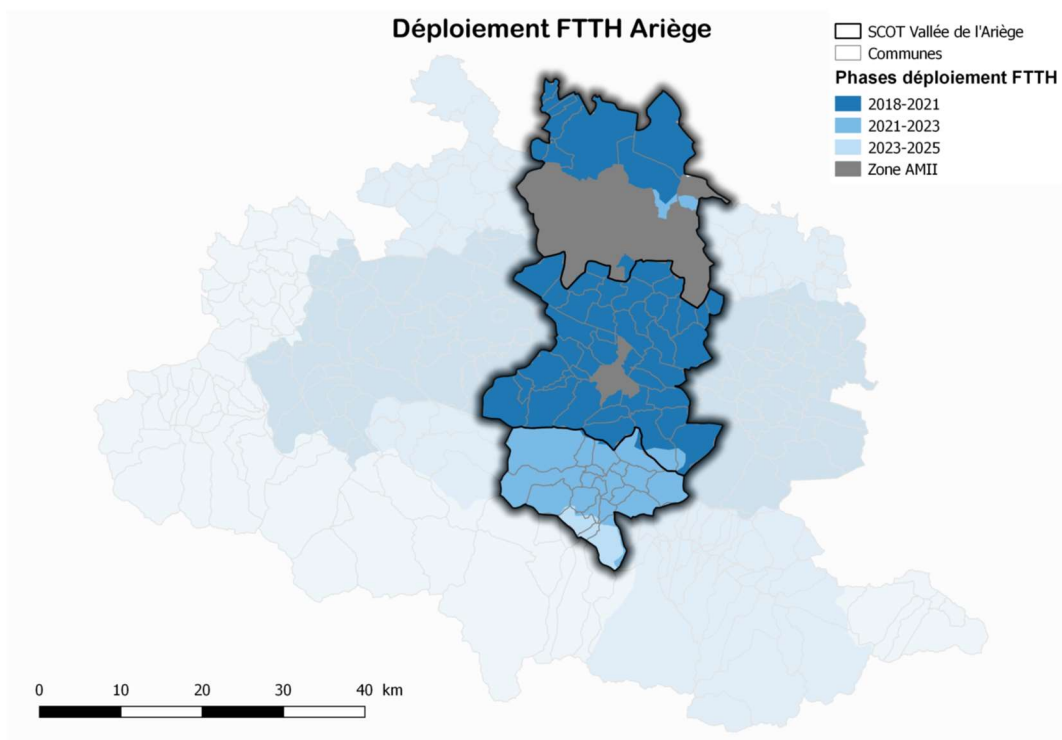 Déploiement FTTH Ariège
SCOT Vallée de l'Ariège
Communes
Phases déploiement FTTH
2018-2021
2021-2023
2023-2025
Zone AMII
0 10 20 30 40 km